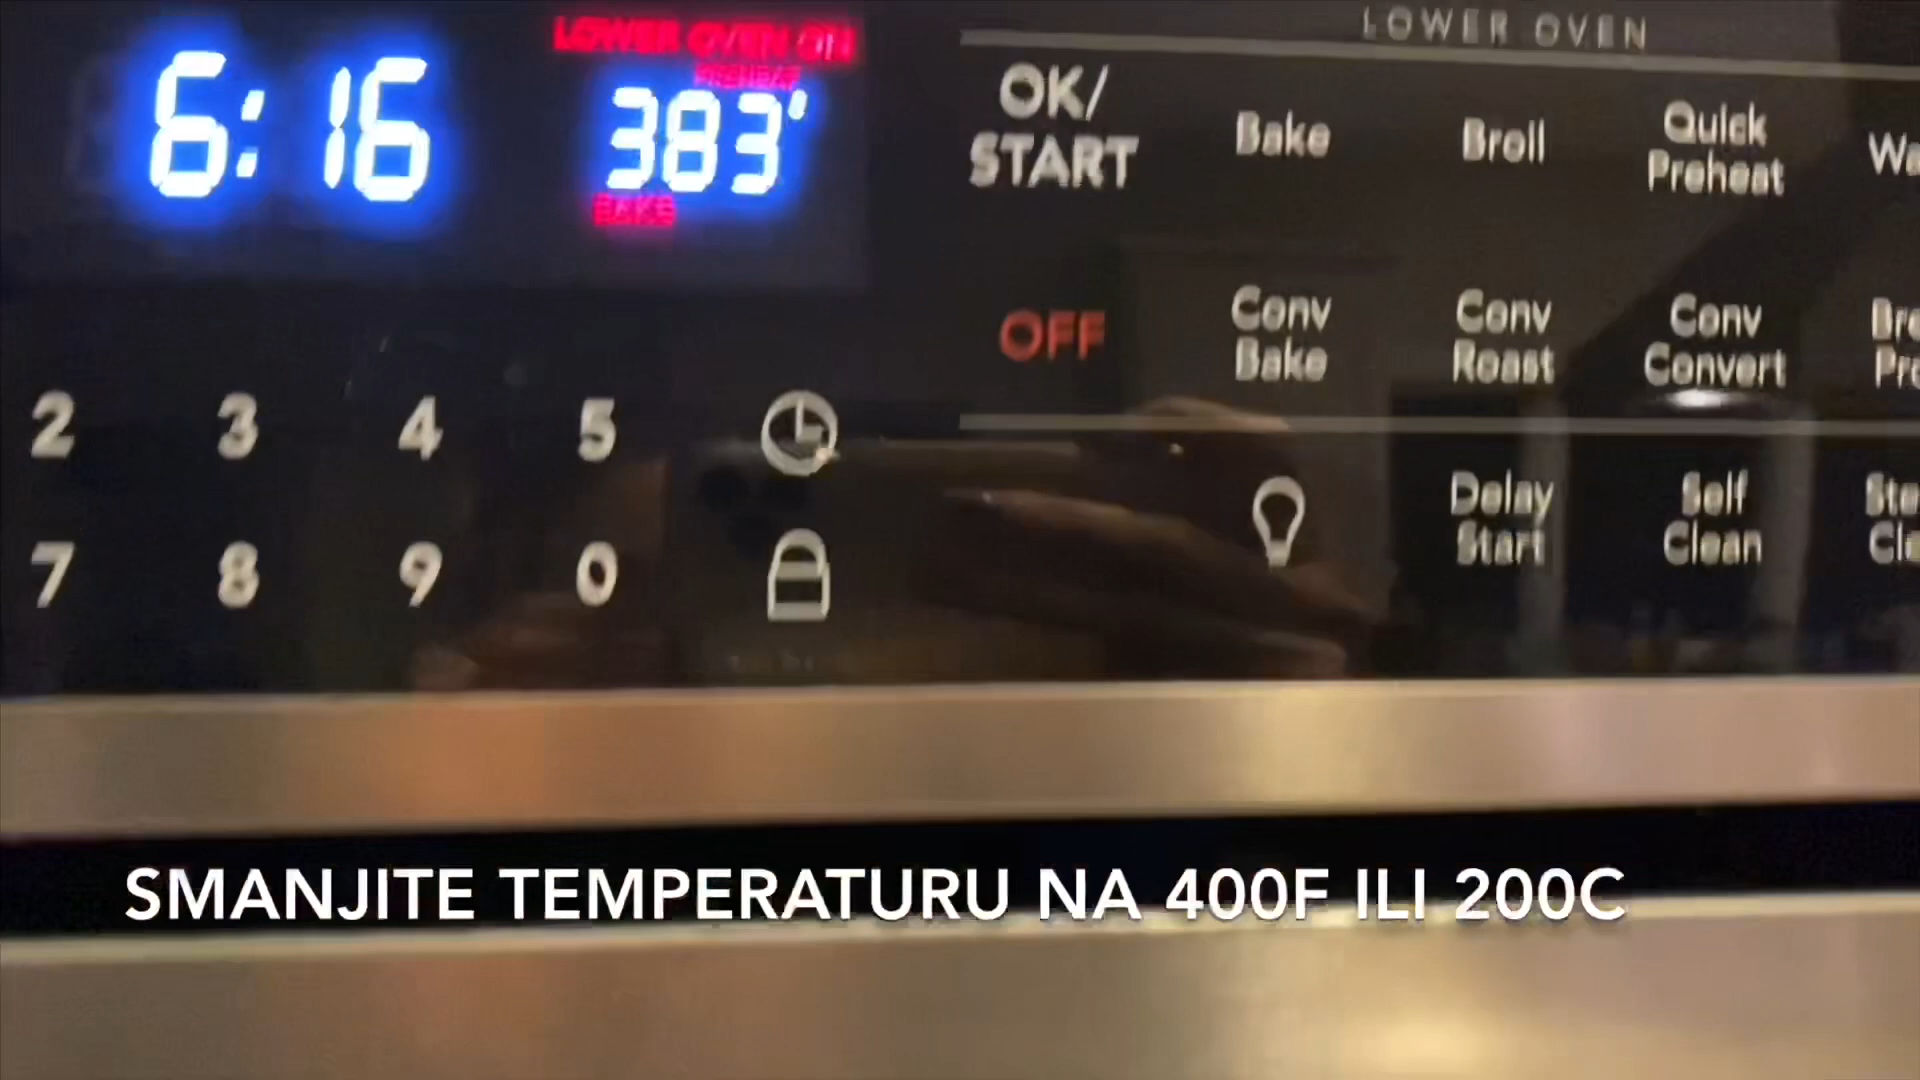 LOWER OVEN
LOWER OVEN ON
PREHEAT
6:16
383°
BAKE
OK/
START
Bake
Broil
Quick
Preheat
OFF
Conv
Bake
Conv
Roast
Conv
Convert
2 3 4 5
7 8 9 0
Delay
Start
Self
Clean
SMANJITE TEMPERATURU NA 400F ILI 200C